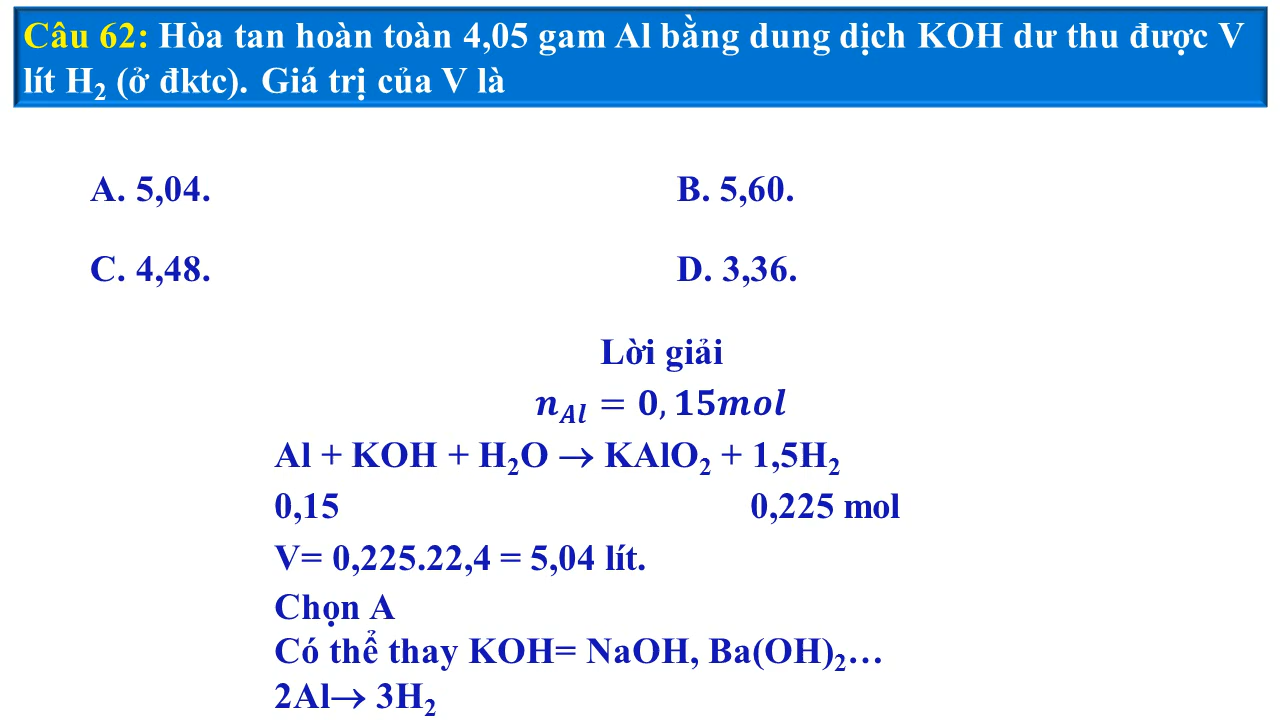 Câu 62: Hòa tan hoàn toàn 4,05 gam Al bằng dung dịch KOH dư thu được V
lít H₂ (ở đktc). Giá trị của V là
A. 5,04. B. 5,60.
C. 4,48. D. 3,36.
Lời giải
n_Al = 0,15mol
Al + KOH + H₂O → KAlO₂ + 1,5H₂
0,15 0,225 mol
V= 0,225.22,4 = 5,04 lít.
Chọn A
Có thể thay KOH= NaOH, Ba(OH)₂…
2Al→ 3H₂